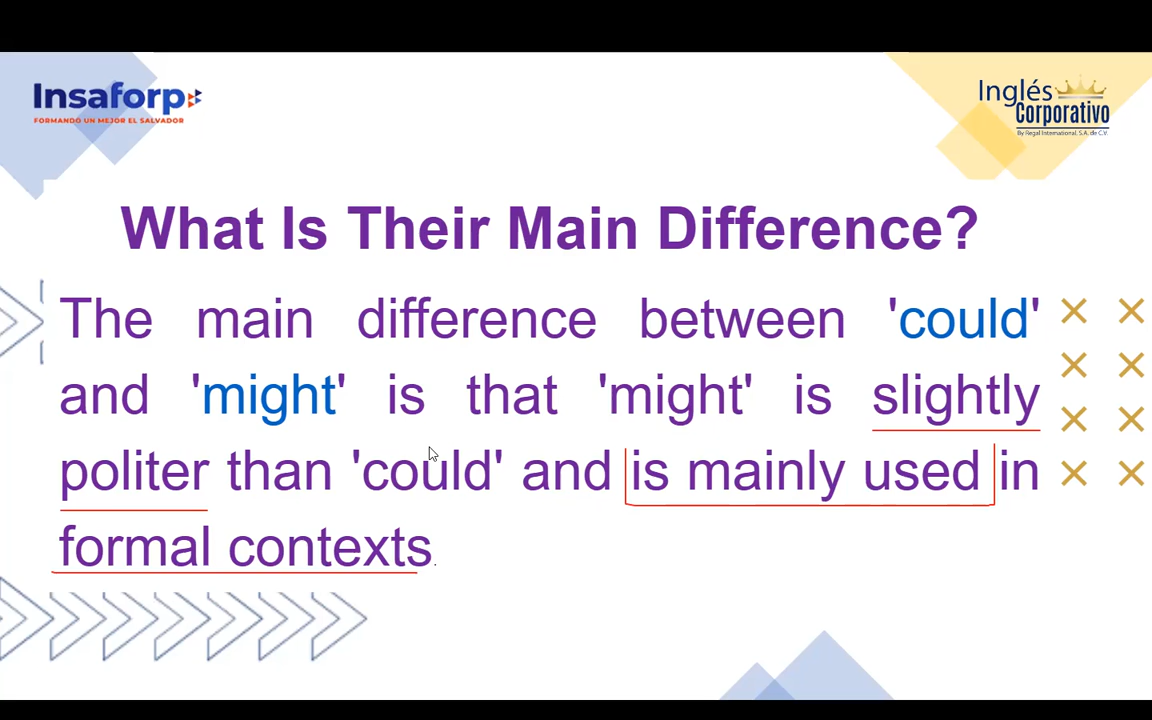 Insaforp
FORMANDO UN MEJOR EL SALVADOR
Inglés
Corporativo
By Regal International, S.A. de C.V.
What Is Their Main Difference?
The main difference between 'could'
and 'might' is that 'might' is slightly
politer than 'could' and is mainly used in
formal contexts.